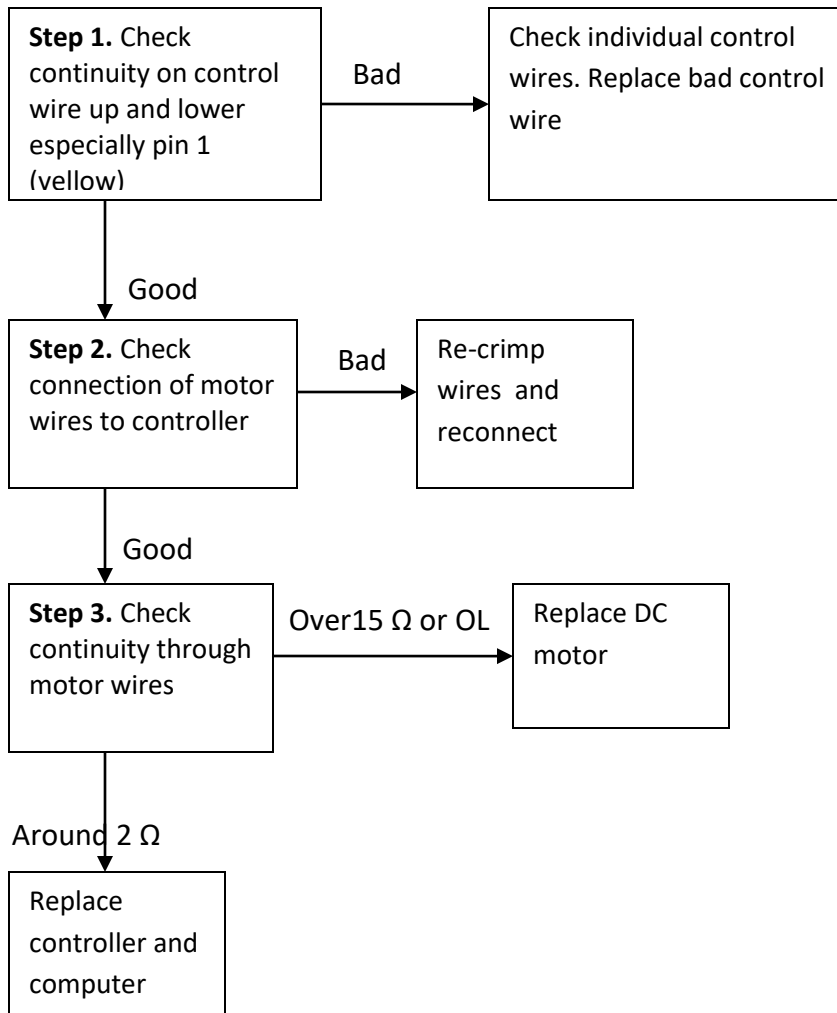 Step 1. Check
continuity on control
wire up and lower
especially pin 1
(yellow)
Bad
Check individual control
wires. Replace bad control
wire
Good
Step 2. Check
connection of motor
wires to controller
Bad
Re-crimp
wires and
reconnect
Good
Step 3. Check
continuity through
motor wires
Over15 Ω or OL
Replace DC
motor
Around 2 Ω
Replace
controller and
computer